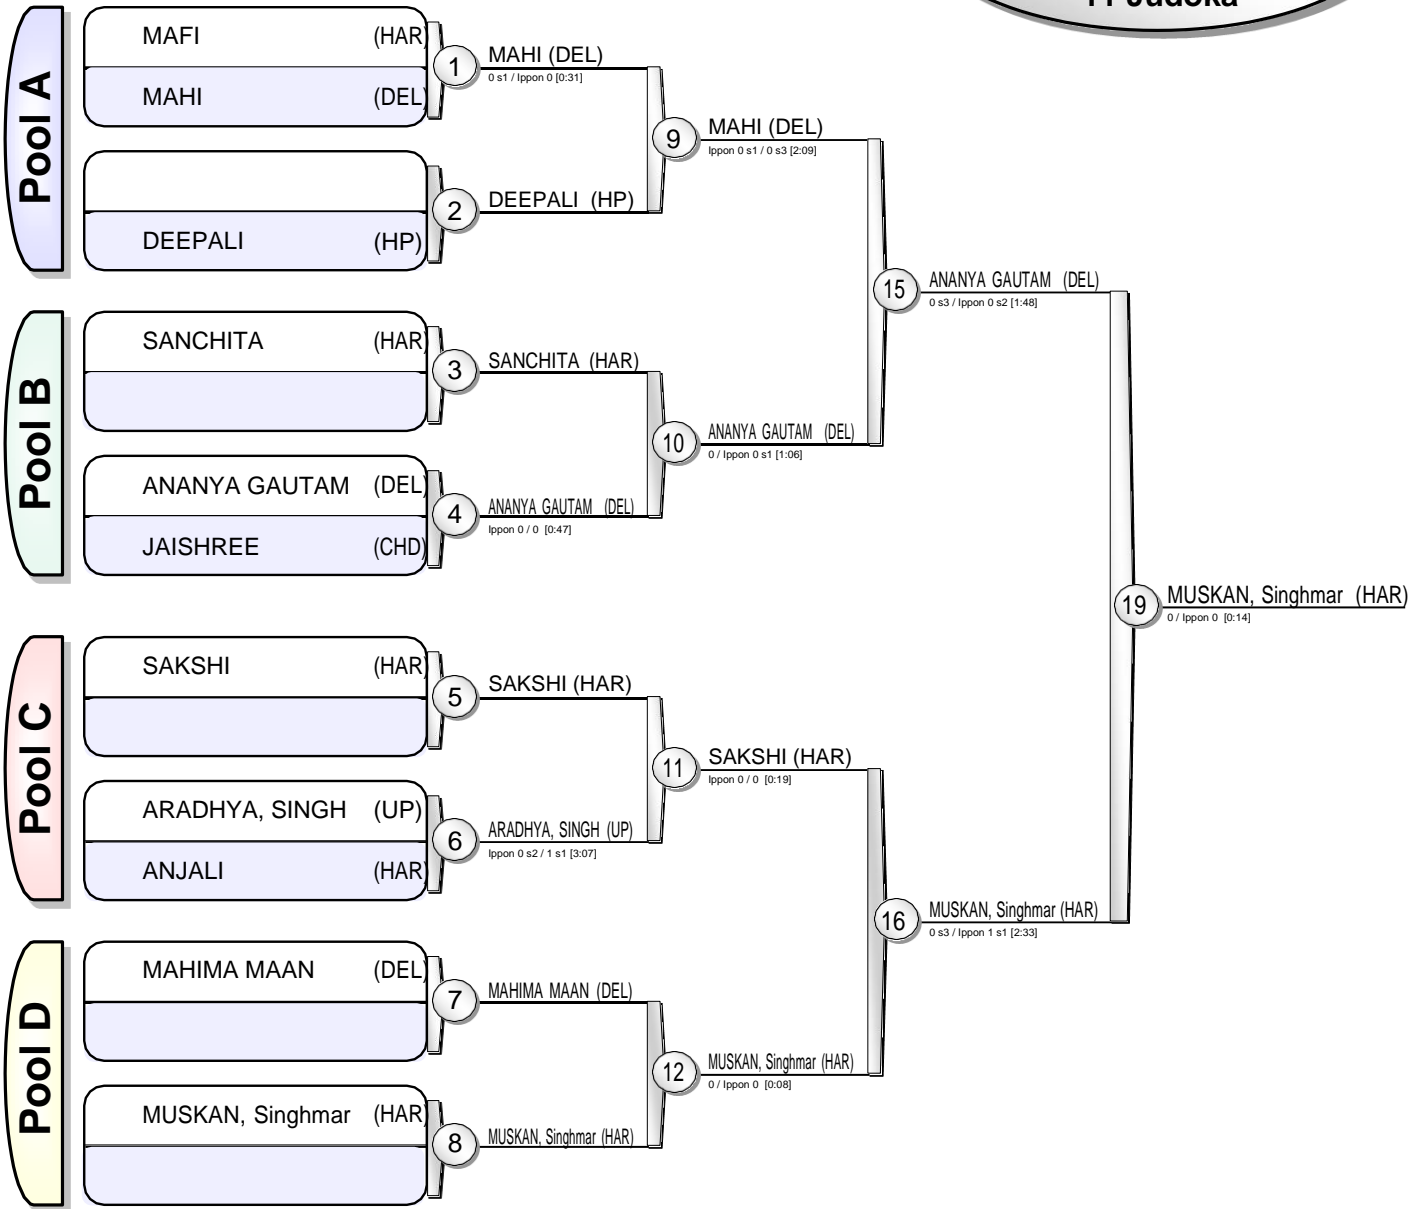 11 Judoka
Pool A
MAFI (HAR)
MAHI (DEL)
1
MAHI (DEL)
0 s1 / Ippon 0 [0:31]
DEEPALI (HP)
2
DEEPALI (HP)
9
MAHI (DEL)
Ippon 0 s1 / 0 s3 [2:09]
Pool B
SANCHITA (HAR)
3
SANCHITA (HAR)
ANANYA GAUTAM (DEL)
JAISHREE (CHD)
4
ANANYA GAUTAM (DEL)
Ippon 0 / 0 [0:47]
10
ANANYA GAUTAM (DEL)
0 / Ippon 0 s1 [1:06]
15
ANANYA GAUTAM (DEL)
0 s3 / Ippon 0 s2 [1:48]
Pool C
SAKSHI (HAR)
5
SAKSHI (HAR)
ARADHYA, SINGH (UP)
ANJALI (HAR)
6
ARADHYA, SINGH (UP)
Ippon 0 s2 / 1 s1 [3:07]
11
SAKSHI (HAR)
Ippon 0 / 0 [0:19]
Pool D
MAHIMA MAAN (DEL)
7
MAHIMA MAAN (DEL)
MUSKAN, Singhmar (HAR)
8
MUSKAN, Singhmar (HAR)
12
MUSKAN, Singhmar (HAR)
0 / Ippon 0 [0:08]
16
MUSKAN, Singhmar (HAR)
0 s3 / Ippon 1 s1 [2:33]
19
MUSKAN, Singhmar (HAR)
0 / Ippon 0 [0:14]